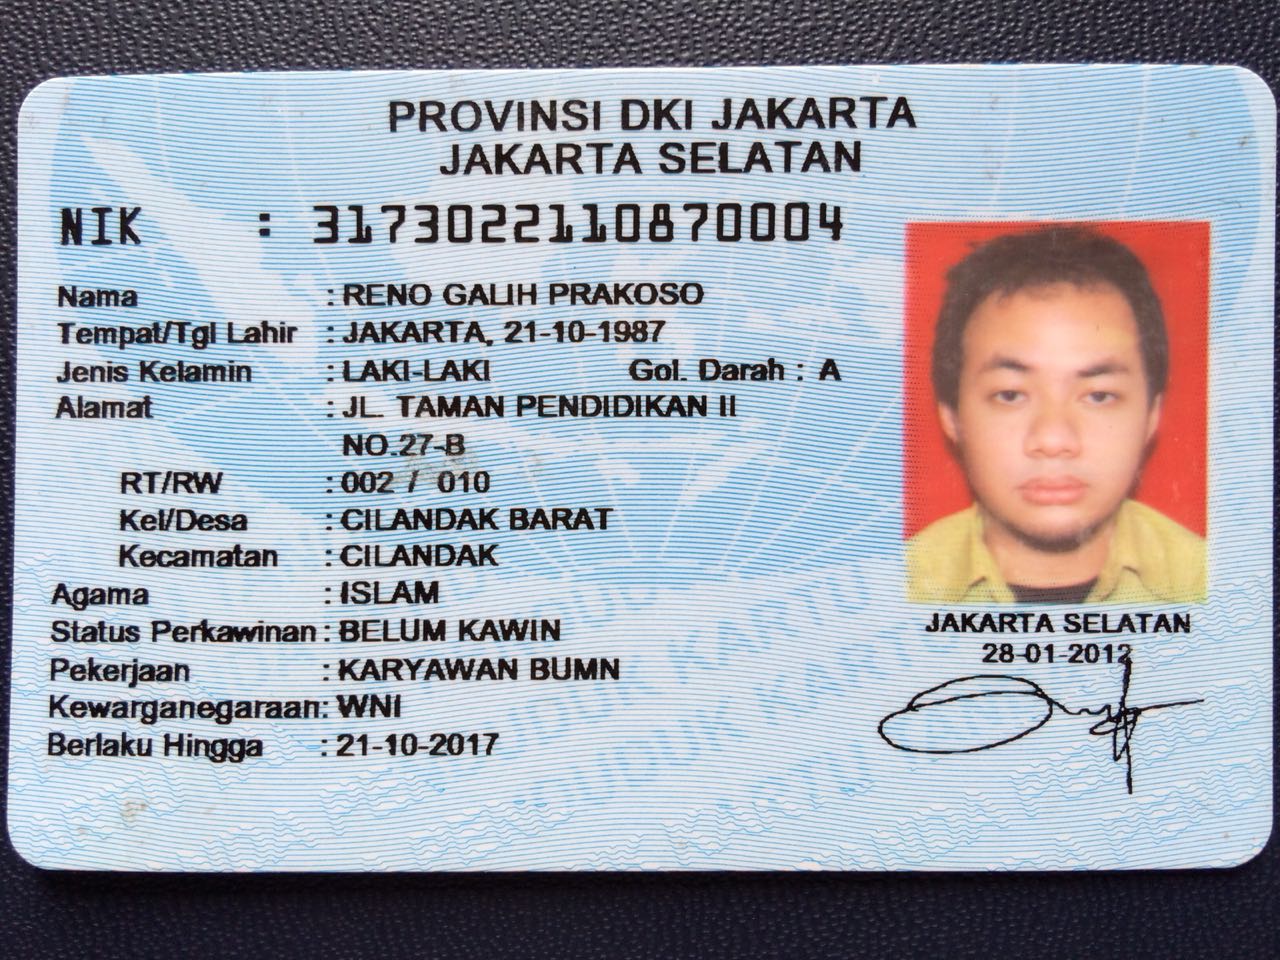 PROVINSI DKI JAKARTA
JAKARTA SELATAN
NIK : 3173022110870004
Nama : RENO GALIH PRAKOSO
Tempat/Tgl Lahir : JAKARTA, 21-10-1987
Jenis Kelamin : LAKI-LAKI Gol. Darah : A
Alamat : JL. TAMAN PENDIDIKAN II
NO.27-B
RT/RW : 002 / 010
Kel/Desa : CILANDAK BARAT
Kecamatan : CILANDAK
Agama : ISLAM
Status Perkawinan : BELUM KAWIN
Pekerjaan : KARYAWAN BUMN
Kewarganegaraan: WNI
Berlaku Hingga : 21-10-2017
JAKARTA SELATAN
28-01-2012